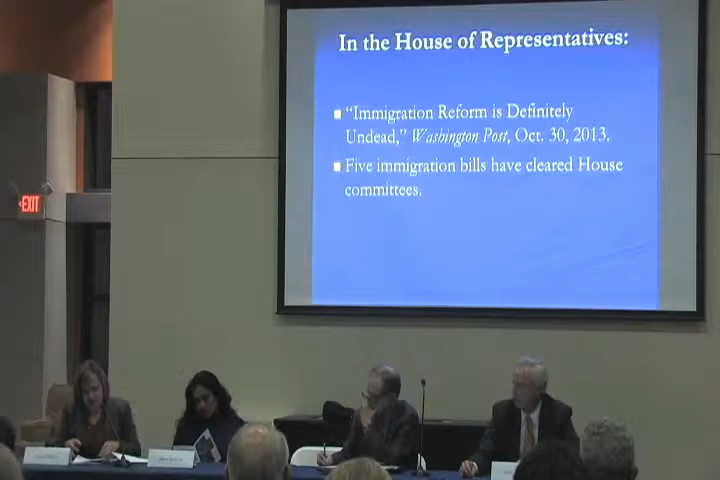 In the House of Representatives:
“Immigration Reform is Definitely
Undead,” Washington Post, Oct. 30, 2013.
Five immigration bills have cleared House
committees.
EXIT